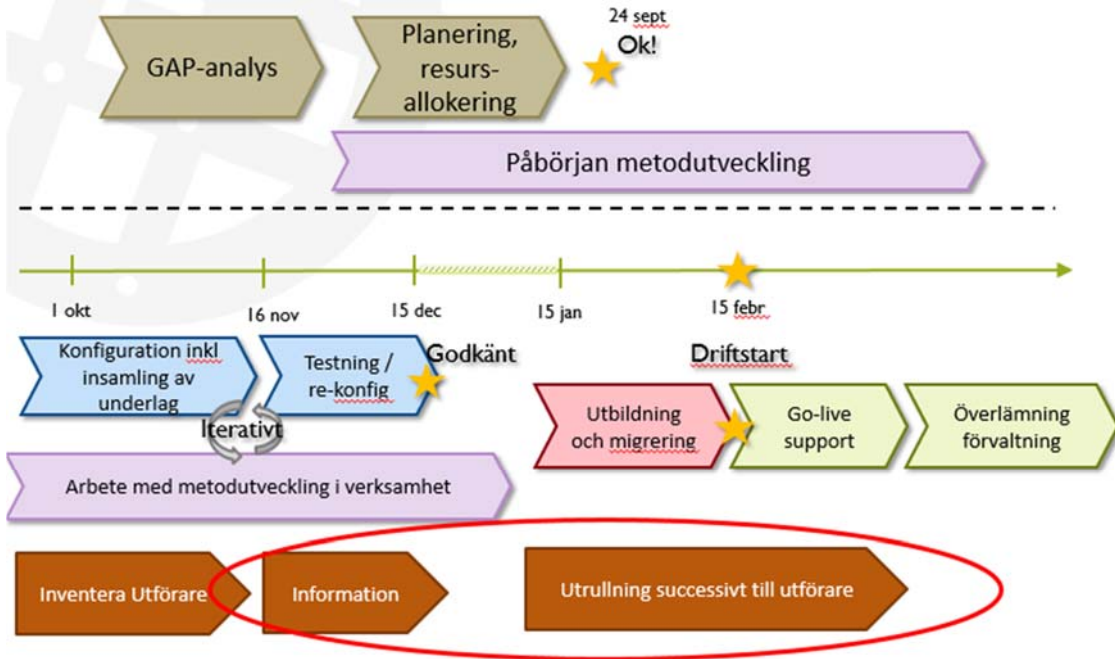 GAP-analys
Planering,
resurs-
allokering
24 sept
Ok!
Påbörjan metodutveckling
1 okt
16 nov
15 dec
15 jan
15 febr
Konfiguration inkl
insamling av
underlag
Testning /
re-konfig
Godkänt
Driftstart
Iterativt
Utbildning
och migrering
Go-live
support
Överlämning
förvaltning
Arbete med metodutveckling i verksamhet
Inventera Utförare
Information
Utrullning successivt till utförare